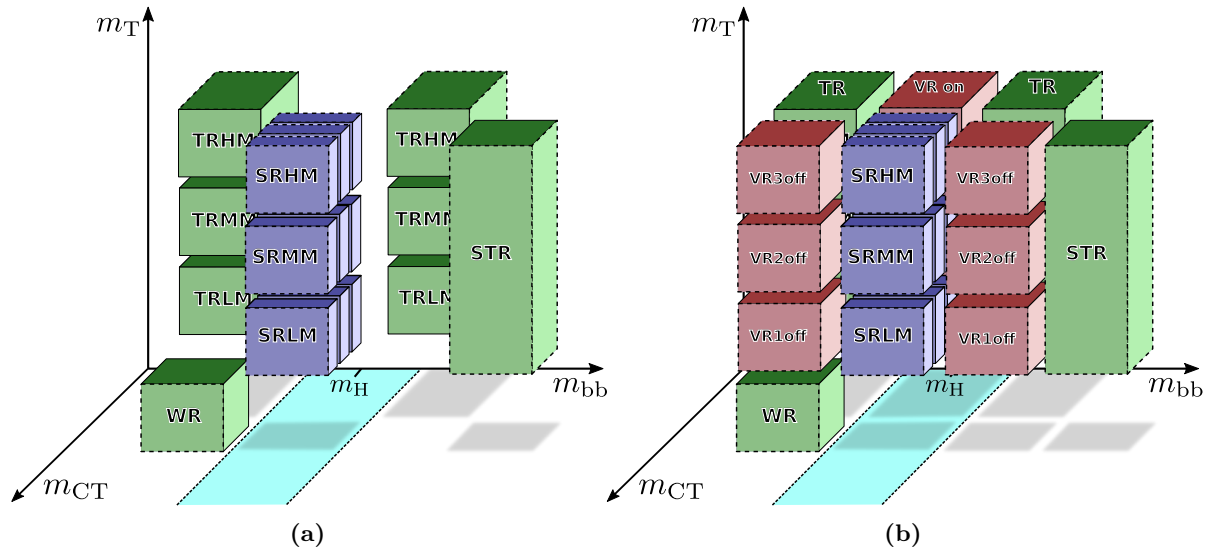 m_T
TRHM
TRHM
SRHM
TRMM
TRMM
SRMM
STR
TRLM
TRLM
SRLM
m_H
m_bb
WR
m_CT
(a)
m_T
TR
VR on
TR
VR3off
SRHM
VR3off
VR2off
SRMM
VR2off
STR
VR1off
SRLM
VR1off
m_H
m_bb
WR
m_CT
(b)